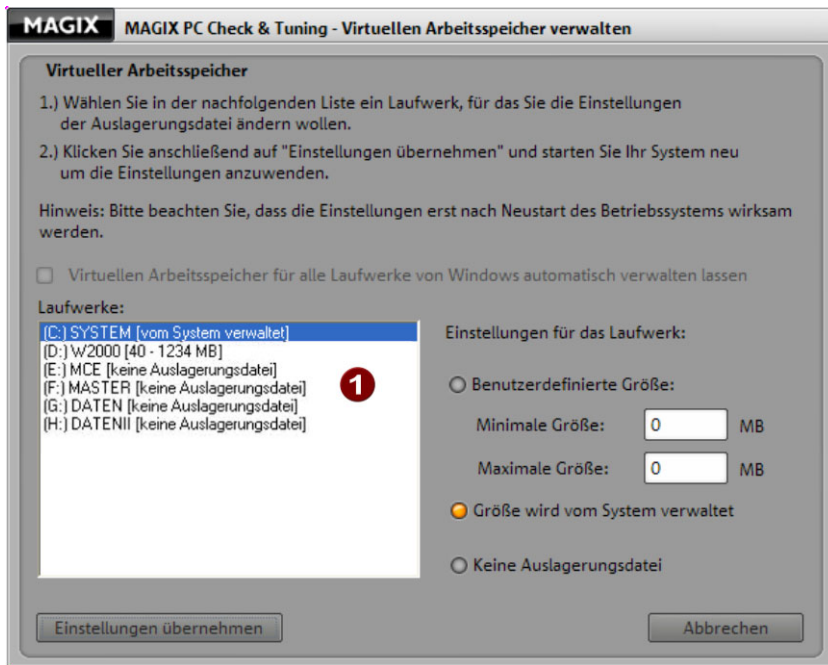 MAGIX MAGIX PC Check & Tuning - Virtuellen Arbeitsspeicher verwalten
Virtueller Arbeitsspeicher
1.) Wählen Sie in der nachfolgenden Liste ein Laufwerk, für das Sie die Einstellungen
der Auslagerungsdatei ändern wollen.
2.) Klicken Sie anschließend auf "Einstellungen übernehmen" und starten Sie Ihr System neu
um die Einstellungen anzuwenden.
Hinweis: Bitte beachten Sie, dass die Einstellungen erst nach Neustart des Betriebssystems wirksam
werden.
Virtuellen Arbeitsspeicher für alle Laufwerke von Windows automatisch verwalten lassen
Laufwerke:
(C:) SYSTEM [vom System verwaltet]
(D:) W2000 [40 - 1234 MB]
(E:) MCE [keine Auslagerungsdatei]
(F:) MASTER [keine Auslagerungsdatei]
(G:) DATEN [keine Auslagerungsdatei]
(H:) DATENII [keine Auslagerungsdatei]
1
Einstellungen für das Laufwerk:
Benutzerdefinierte Größe:
Minimale Größe: 0 MB
Maximale Größe: 0 MB
Größe wird vom System verwaltet
Keine Auslagerungsdatei
Einstellungen übernehmen
Abbrechen